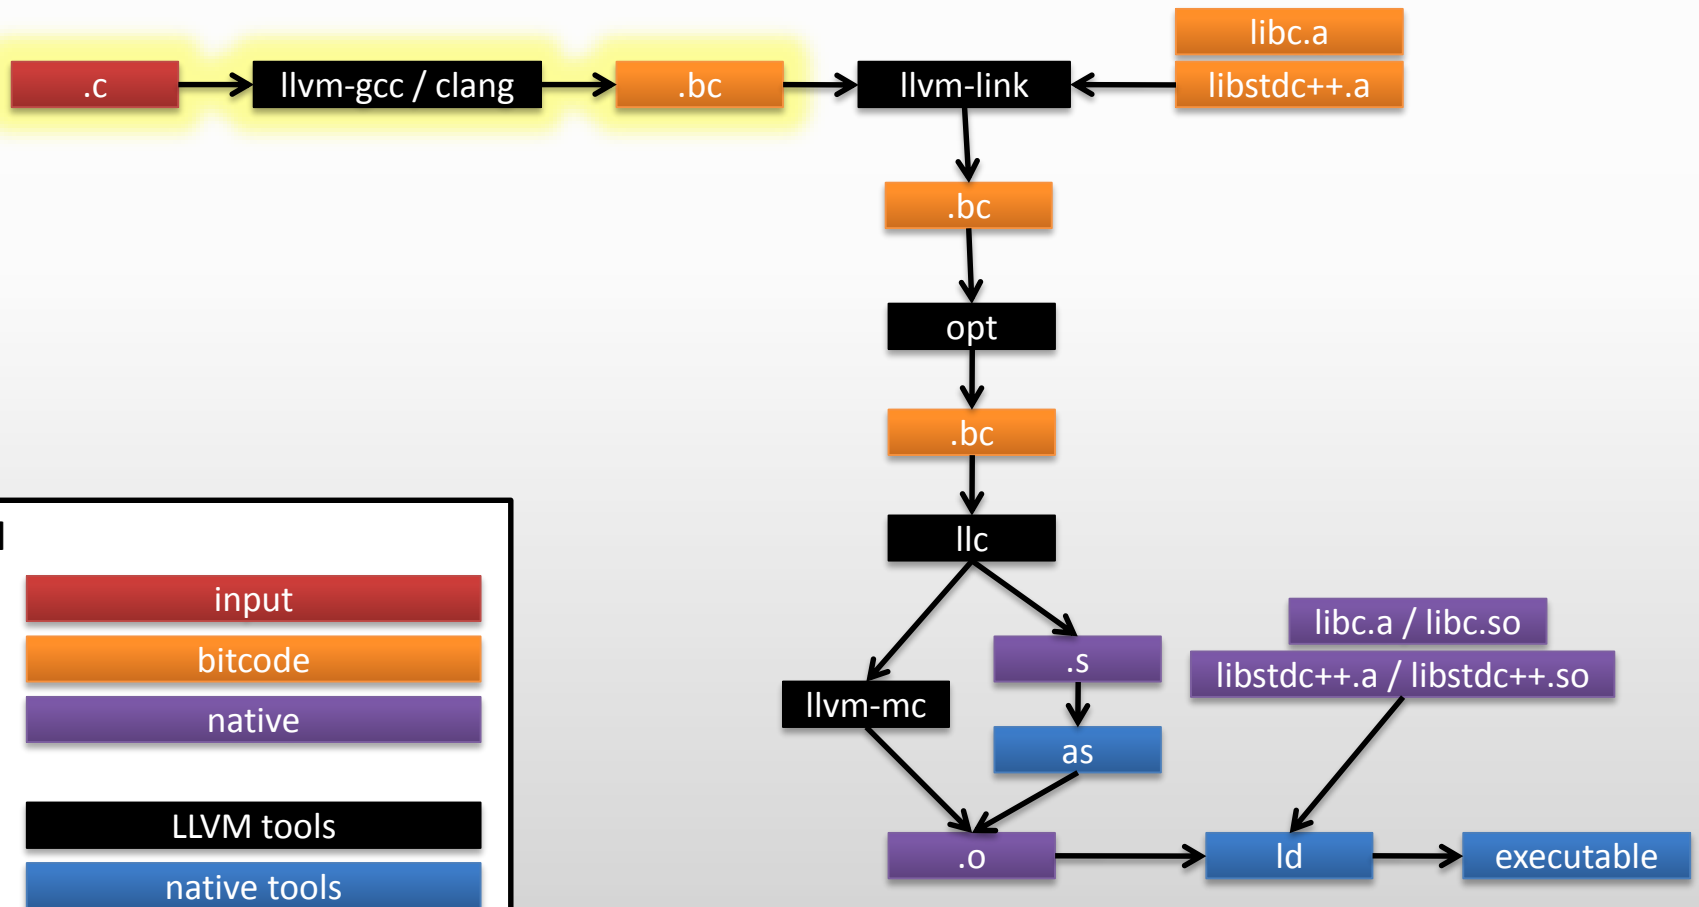 libc.a
.c
llvm-gcc / clang
.bc
llvm-link
libstdc++.a
.bc
opt
.bc
llc
input
libc.a / libc.so
bitcode
.s
libstdc++.a / libstdc++.so
native
llvm-mc
as
LLVM tools
.o
ld
executable
native tools